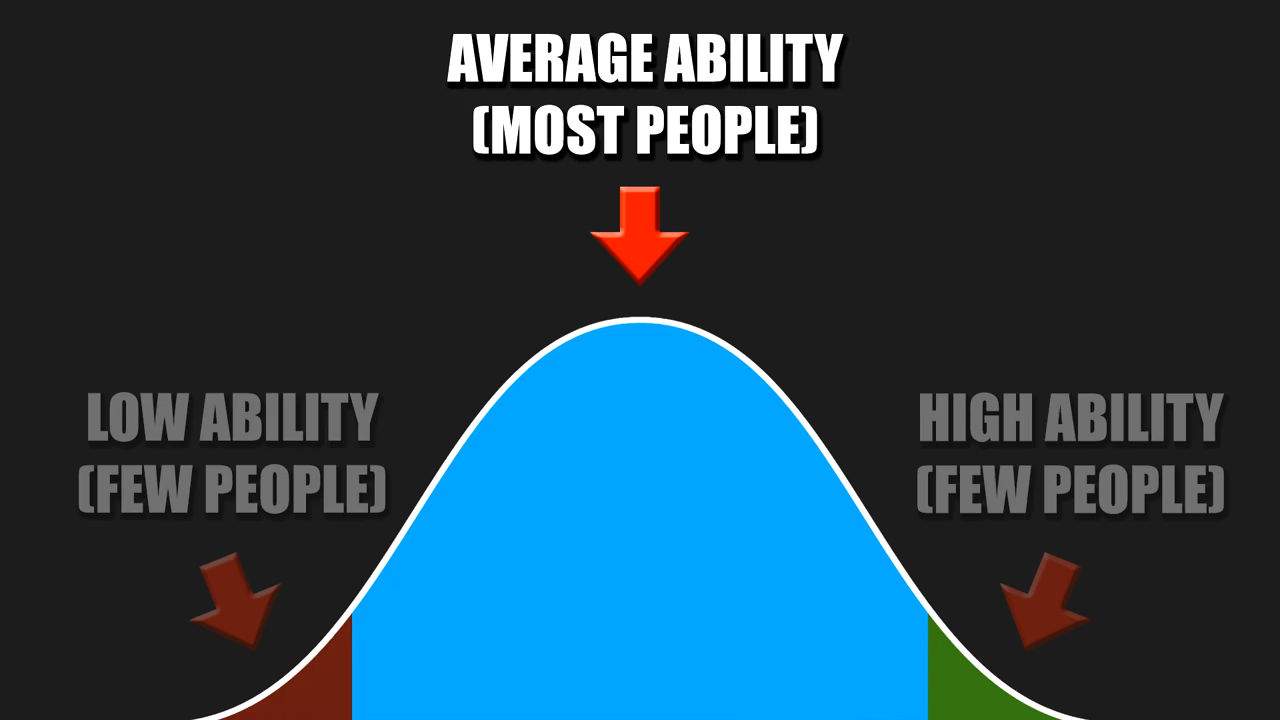 AVERAGE ABILITY
(MOST PEOPLE)
LOW ABILITY
(FEW PEOPLE)
HIGH ABILITY
(FEW PEOPLE)